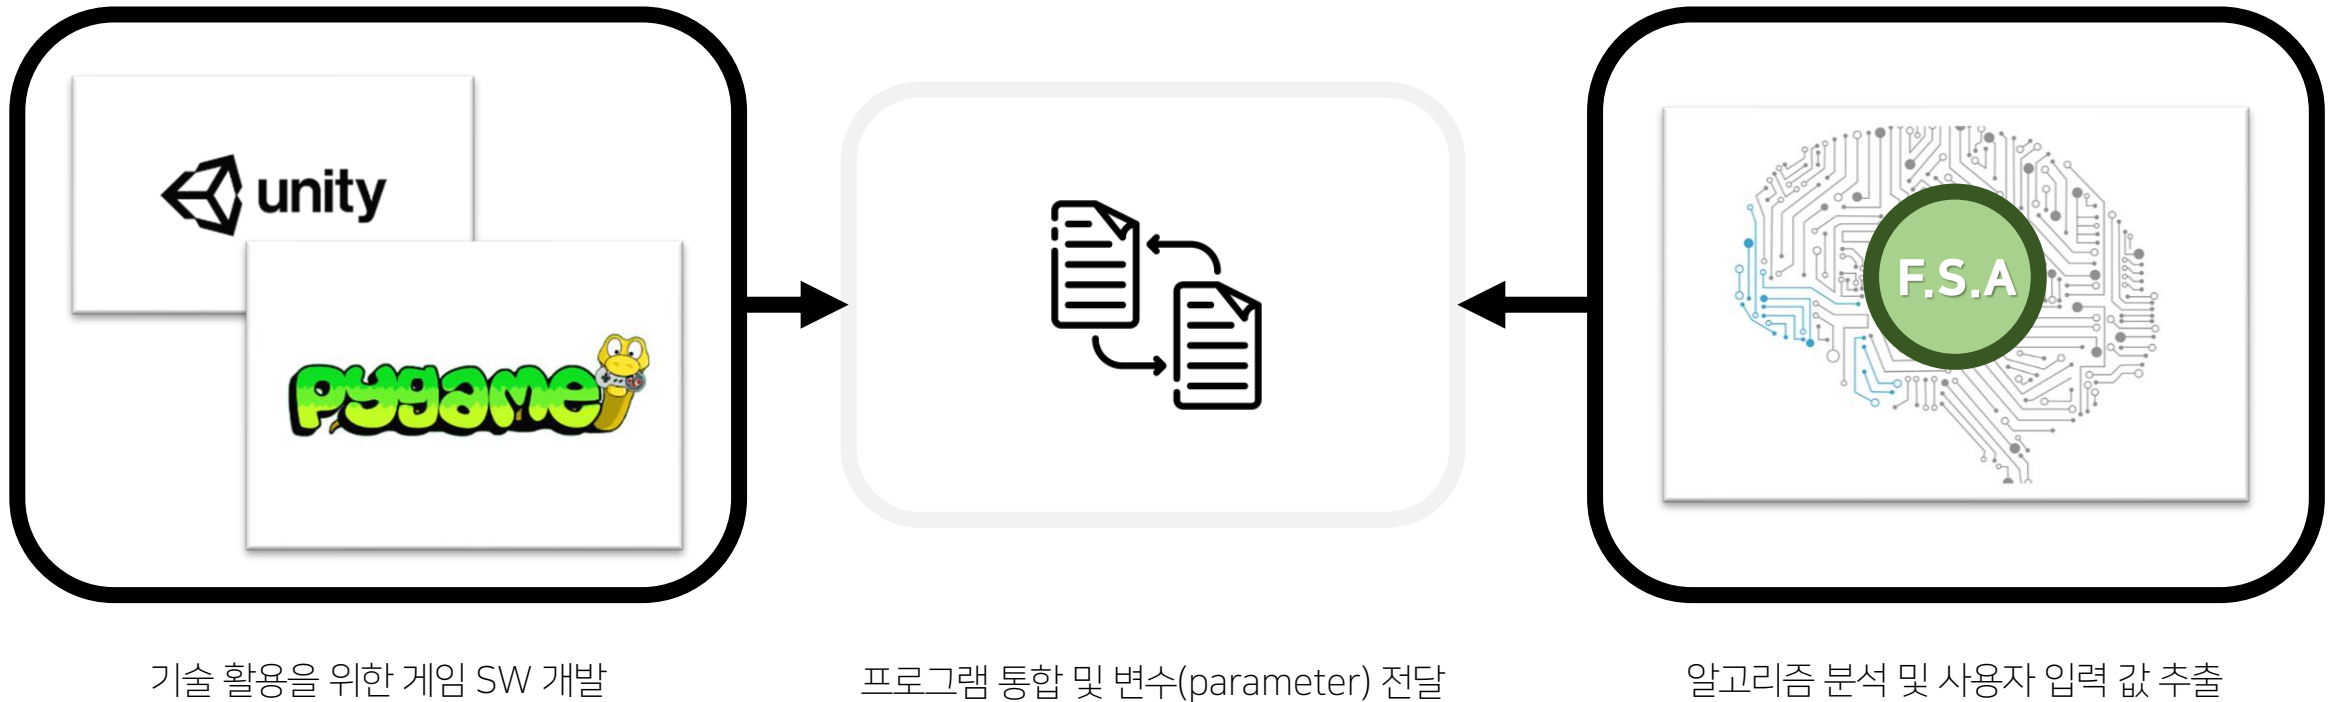 unity
pygame
F.S.A
기술 활용을 위한 게임 SW 개발
프로그램 통합 및 변수(parameter) 전달
알고리즘 분석 및 사용자 입력 값 추출